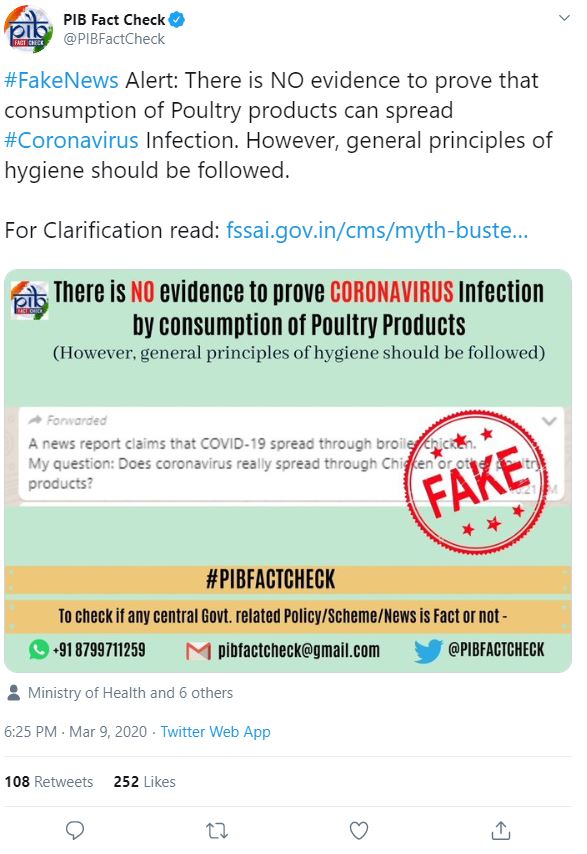 PIB Fact Check
@PIBFactCheck
#FakeNews Alert: There is NO evidence to prove that
consumption of Poultry products can spread
#Coronavirus Infection. However, general principles of
hygiene should be followed.
For Clarification read: fssai.gov.in/cms/myth-buste...
pib
FACT CHECK
There is NO evidence to prove CORONAVIRUS Infection
by consumption of Poultry Products
(However, general principles of hygiene should be followed)
Forwarded
A news report claims that COVID-19 spread through broiler chicken.
My question: Does coronavirus really spread through Chicken or other poultry
products?
FAKE
#PIBFACTCHECK
To check if any central Govt. related Policy/Scheme/News is Fact or not -
+91 8799711259 pibfactcheck@gmail.com @PIBFACTCHECK
Ministry of Health and 6 others
6:25 PM · Mar 9, 2020 · Twitter Web App
108 Retweets 252 Likes